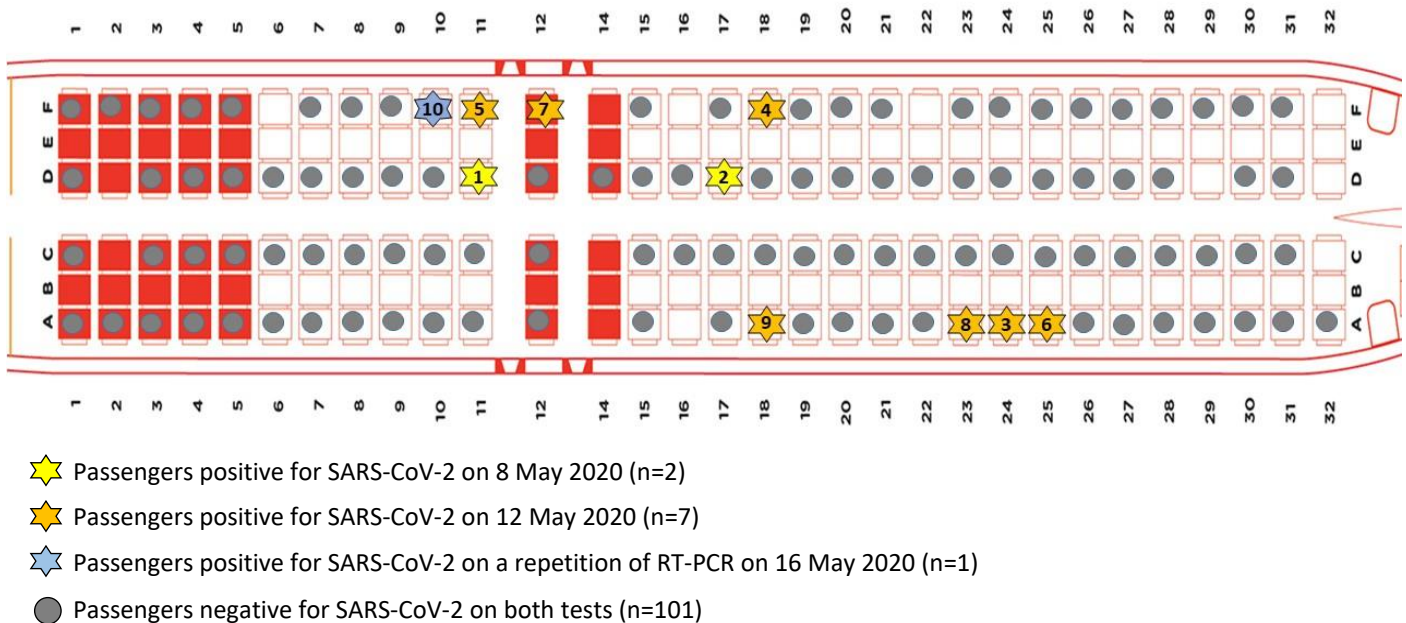 1 2 3 4 5 6 7 8 9 10 11 12 14 15 16 17 18 19 20 21 22 23 24 25 26 27 28 29 30 31 32
F 10 5 7 4 F
E E
D 1 2 D
C C
B B
A 9 8 3 6 A
1 2 3 4 5 6 7 8 9 10 11 12 14 15 16 17 18 19 20 21 22 23 24 25 26 27 28 29 30 31 32
Passengers positive for SARS-CoV-2 on 8 May 2020 (n=2)
Passengers positive for SARS-CoV-2 on 12 May 2020 (n=7)
Passengers positive for SARS-CoV-2 on a repetition of RT-PCR on 16 May 2020 (n=1)
Passengers negative for SARS-CoV-2 on both tests (n=101)